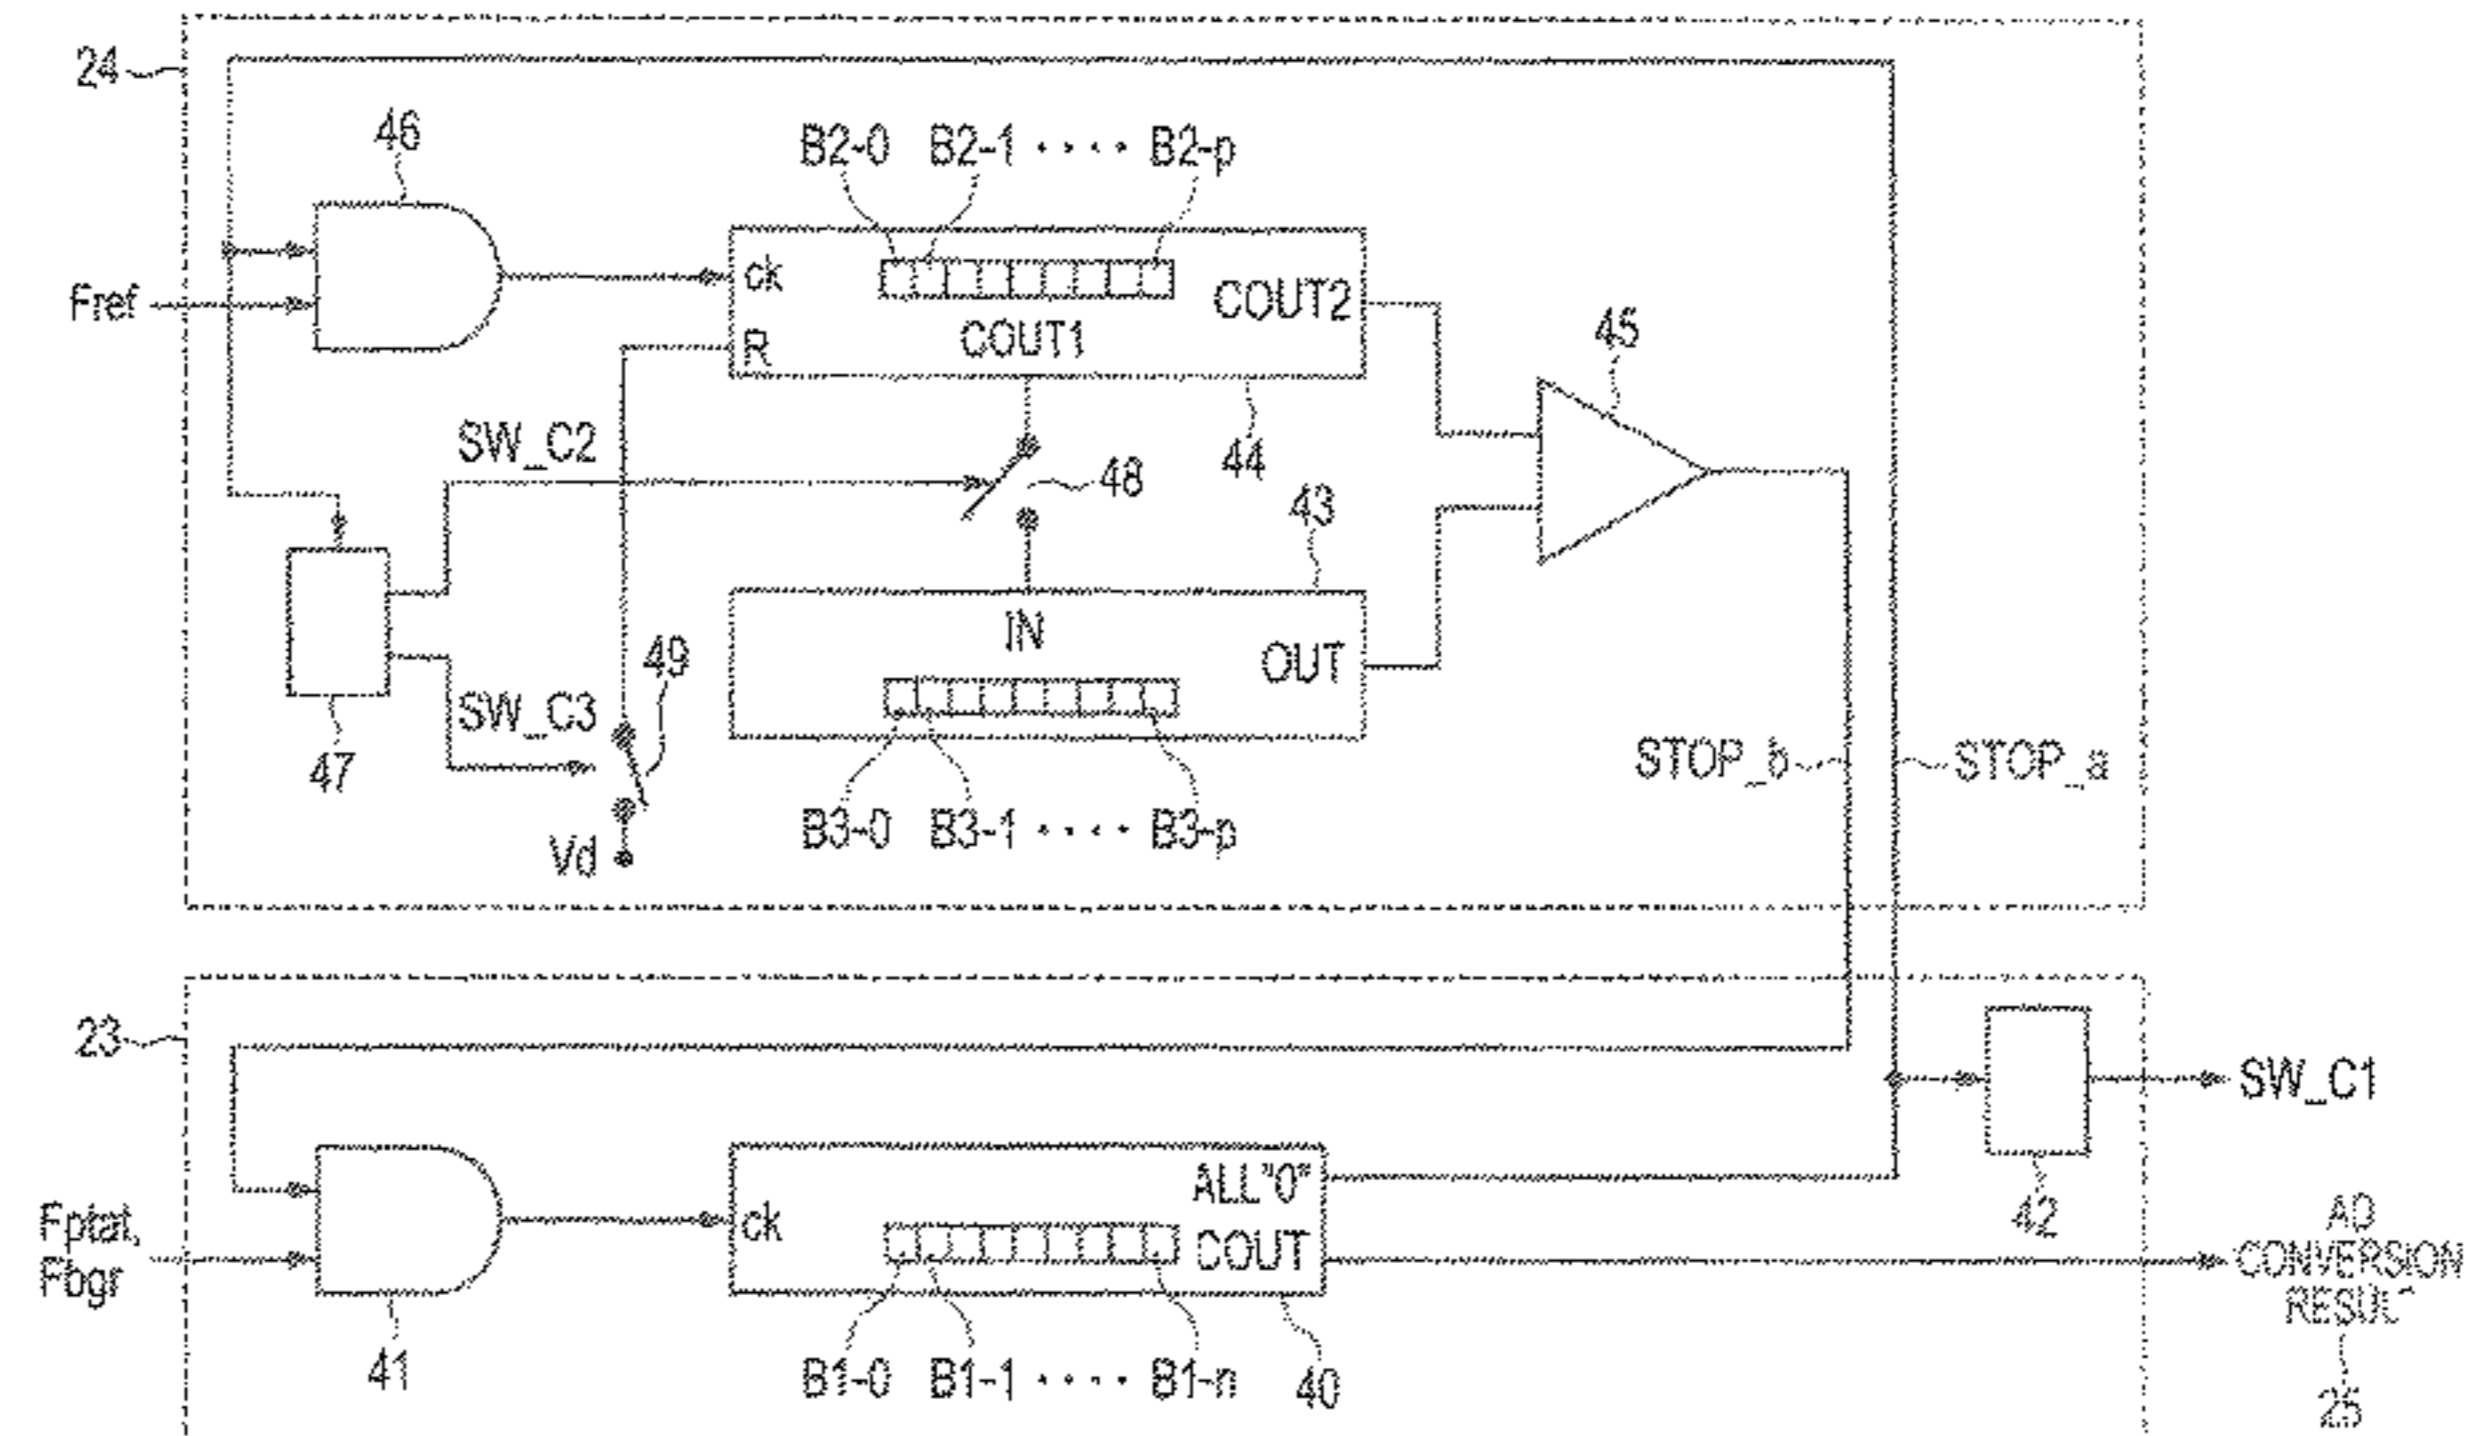 24
46
B2-0 B2-1 ···· B2-p
Fref
ck
R
COUT1
COUT2
45
44
SW_C2
48
43
IN
OUT
49
SW_C3
47
Vd
B3-0 B3-1 ···· B3-p
STOP_b
STOP_a
23
SW_C1
42
Fptat,
Fbgr
41
ck
ALL"0"
COUT
B1-0 B1-1 ···· B1-n
40
AD
CONVERSION
25